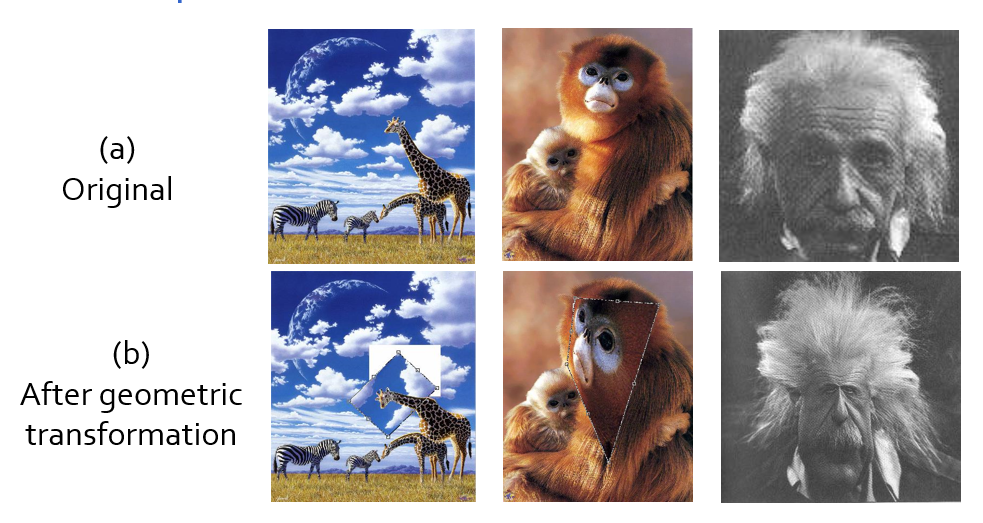 (a)
Original
(b)
After geometric
transformation